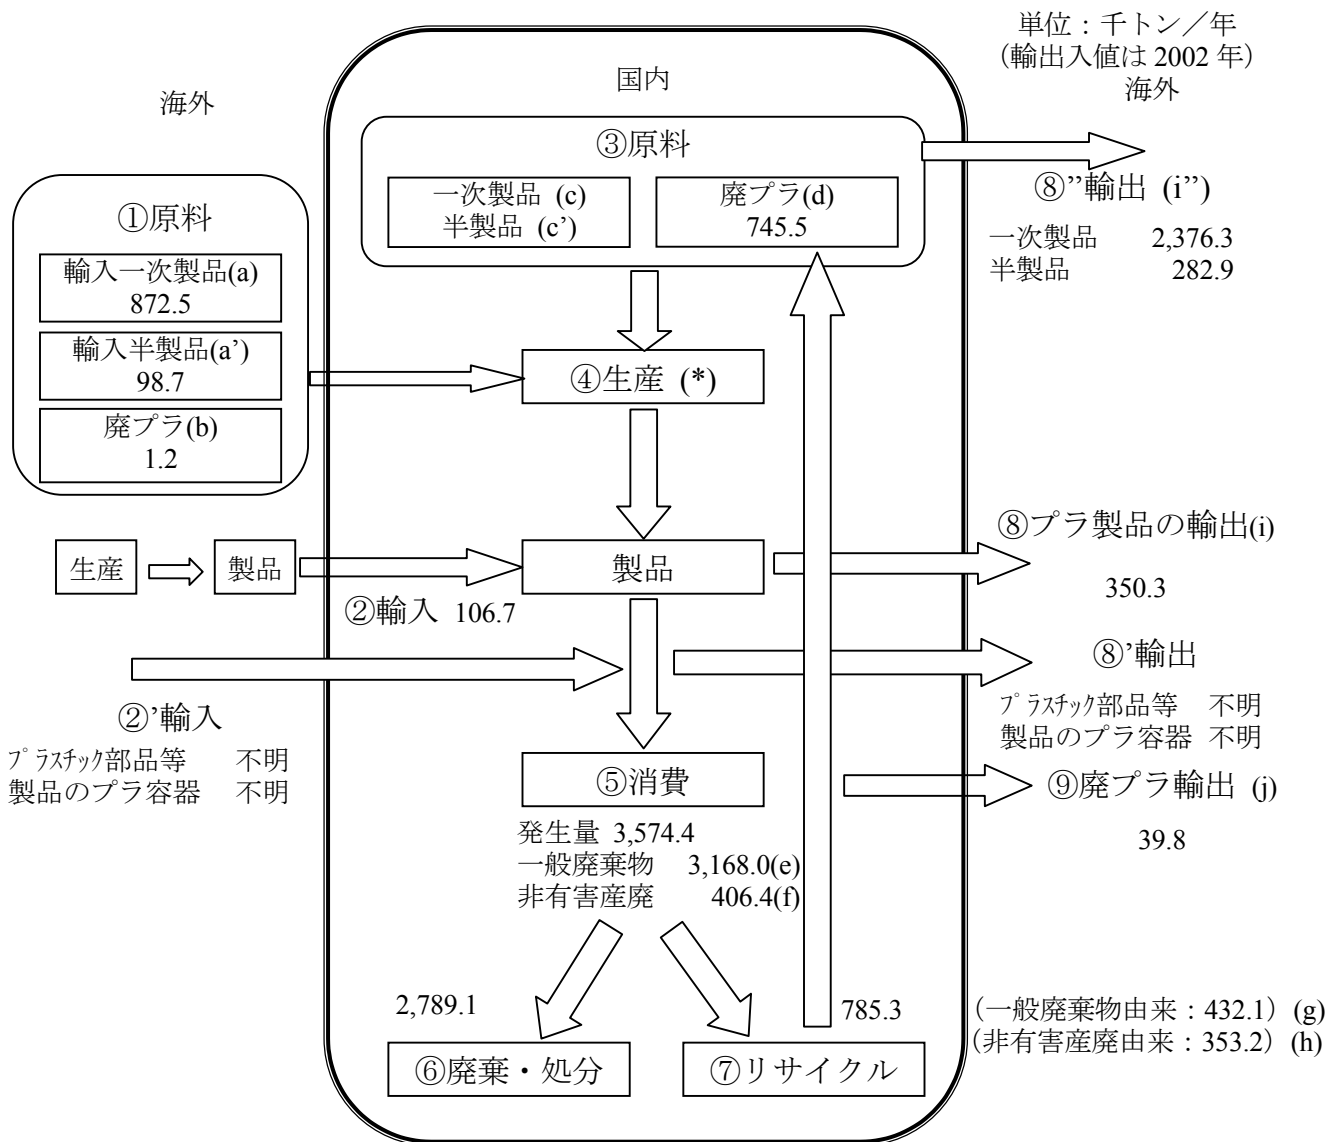 単位：千トン／年
（輸出入値は 2002 年）
海外
国内
海外
③原料
一次製品 (c)
半製品 (c’)
廃プラ(d)
745.5
⑧”輸出 (i”)
一次製品 2,376.3
半製品 282.9
①原料
輸入一次製品(a)
872.5
輸入半製品(a’)
98.7
廃プラ(b)
1.2
④生産 (*)
生産
製品
製品
②輸入 106.7
⑧プラ製品の輸出(i)
350.3
⑧’輸出
プラスチック部品等 不明
製品のプラ容器 不明
②’輸入
プラスチック部品等 不明
製品のプラ容器 不明
⑤消費
⑨廃プラ輸出 (j)
39.8
発生量 3,574.4
一般廃棄物 3,168.0(e)
非有害産廃 406.4(f)
2,789.1
785.3
（一般廃棄物由来：432.1）(g)
（非有害産廃由来：353.2）(h)
⑥廃棄・処分
⑦リサイクル